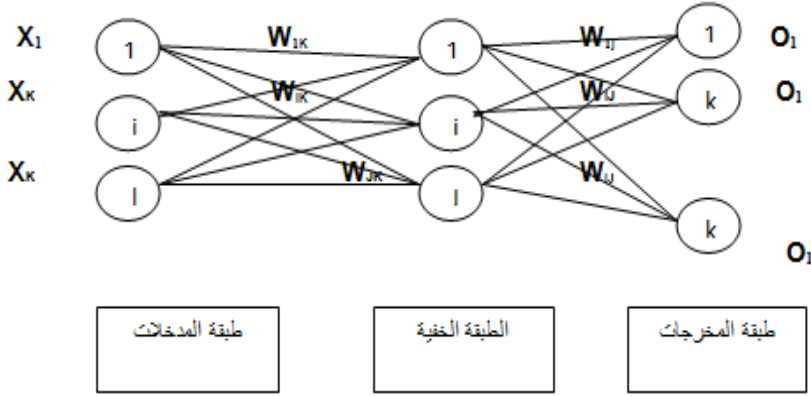 X₁ 1 W₁ₖ 1 W₁ⱼ 1 O₁
Xₖ i Wᵢₖ i Wᵢⱼ k O₁
Xₖ l Wⱼₖ l Wᵢⱼ k O₁
طبقة المدخلات
الطبقة الخفية
طبقة المخرجات